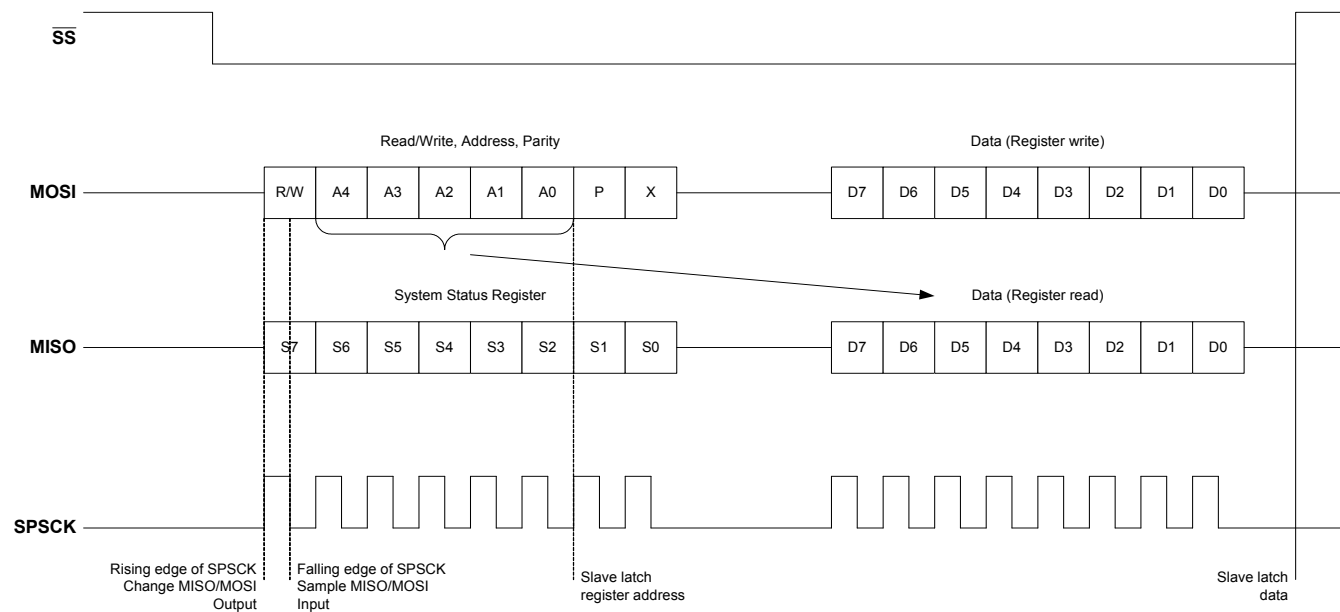 SS
Read/Write, Address, Parity
Data (Register write)
MOSI
R/W A4 A3 A2 A1 A0 P X
D7 D6 D5 D4 D3 D2 D1 D0
System Status Register
Data (Register read)
MISO
S7 S6 S5 S4 S3 S2 S1 S0
D7 D6 D5 D4 D3 D2 D1 D0
SPSCK
Rising edge of SPSCK
Change MISO/MOSI
Output
Falling edge of SPSCK
Sample MISO/MOSI
Input
Slave latch
register address
Slave latch
data